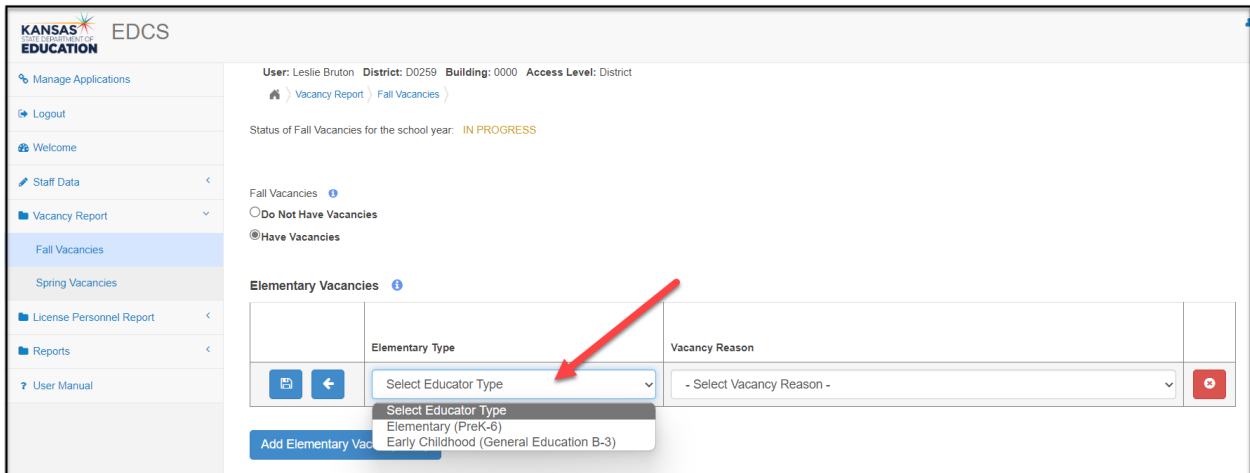 KANSAS
STATE DEPARTMENT OF
EDUCATION
EDCS
Manage Applications
Logout
Welcome
Staff Data
Vacancy Report
Fall Vacancies
Spring Vacancies
License Personnel Report
Reports
User Manual
User: Leslie Bruton District: D0259 Building: 0000 Access Level: District
Vacancy Report Fall Vacancies
Status of Fall Vacancies for the school year: IN PROGRESS
Fall Vacancies
Do Not Have Vacancies
Have Vacancies
Elementary Vacancies
Elementary Type Vacancy Reason
Select Educator Type - Select Vacancy Reason -
Select Educator Type
Elementary (PreK-6)
Early Childhood (General Education B-3)
Add Elementary